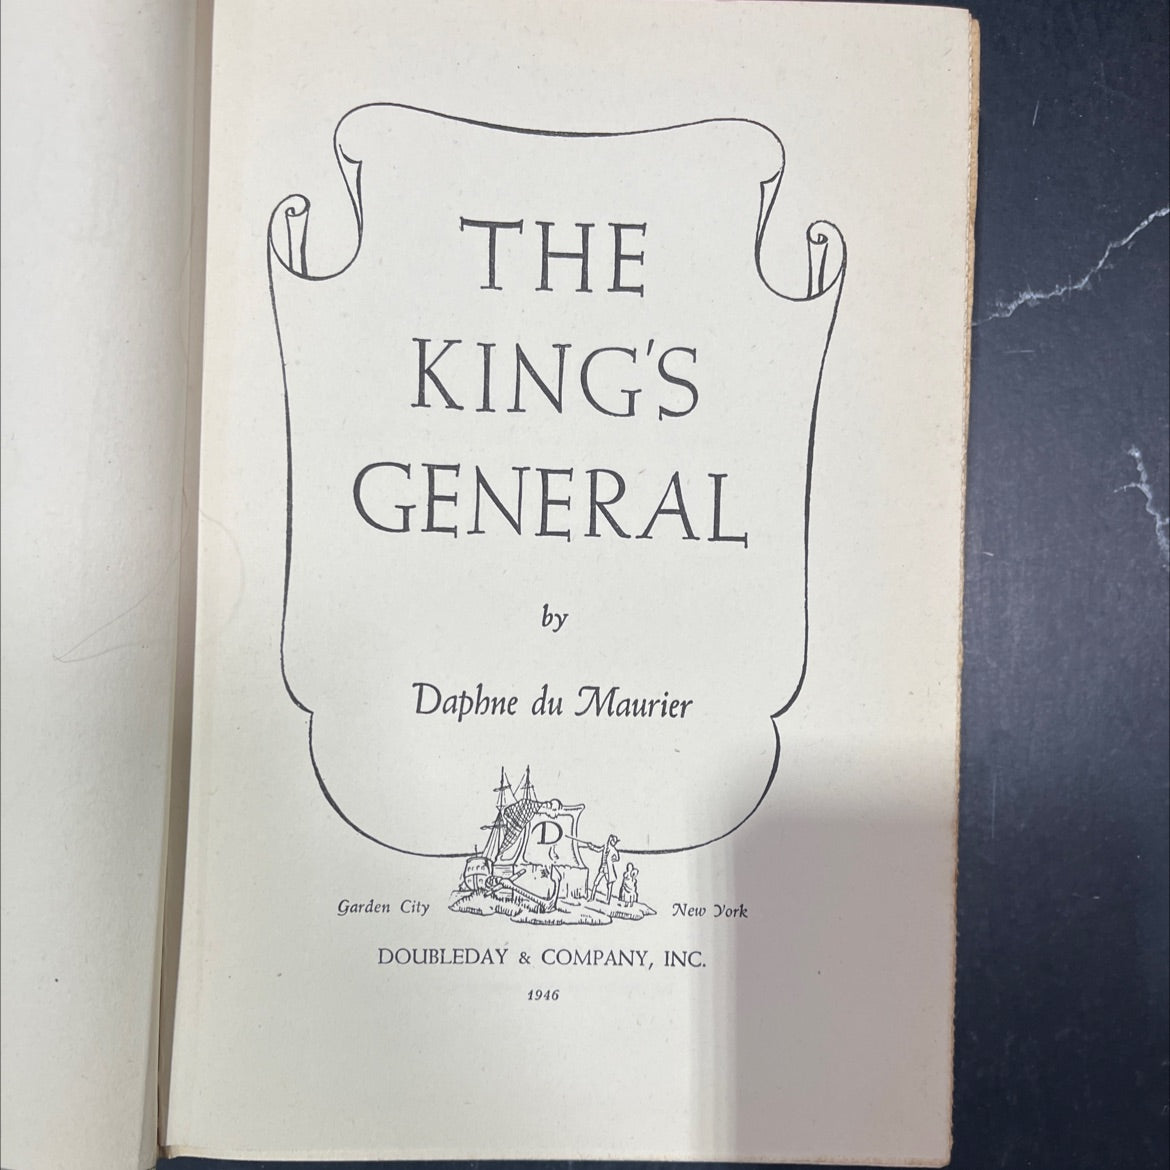 THE
KING'S
GENERAL
by
Daphne du Maurier
D
Garden City New York
DOUBLEDAY & COMPANY, INC.
1946